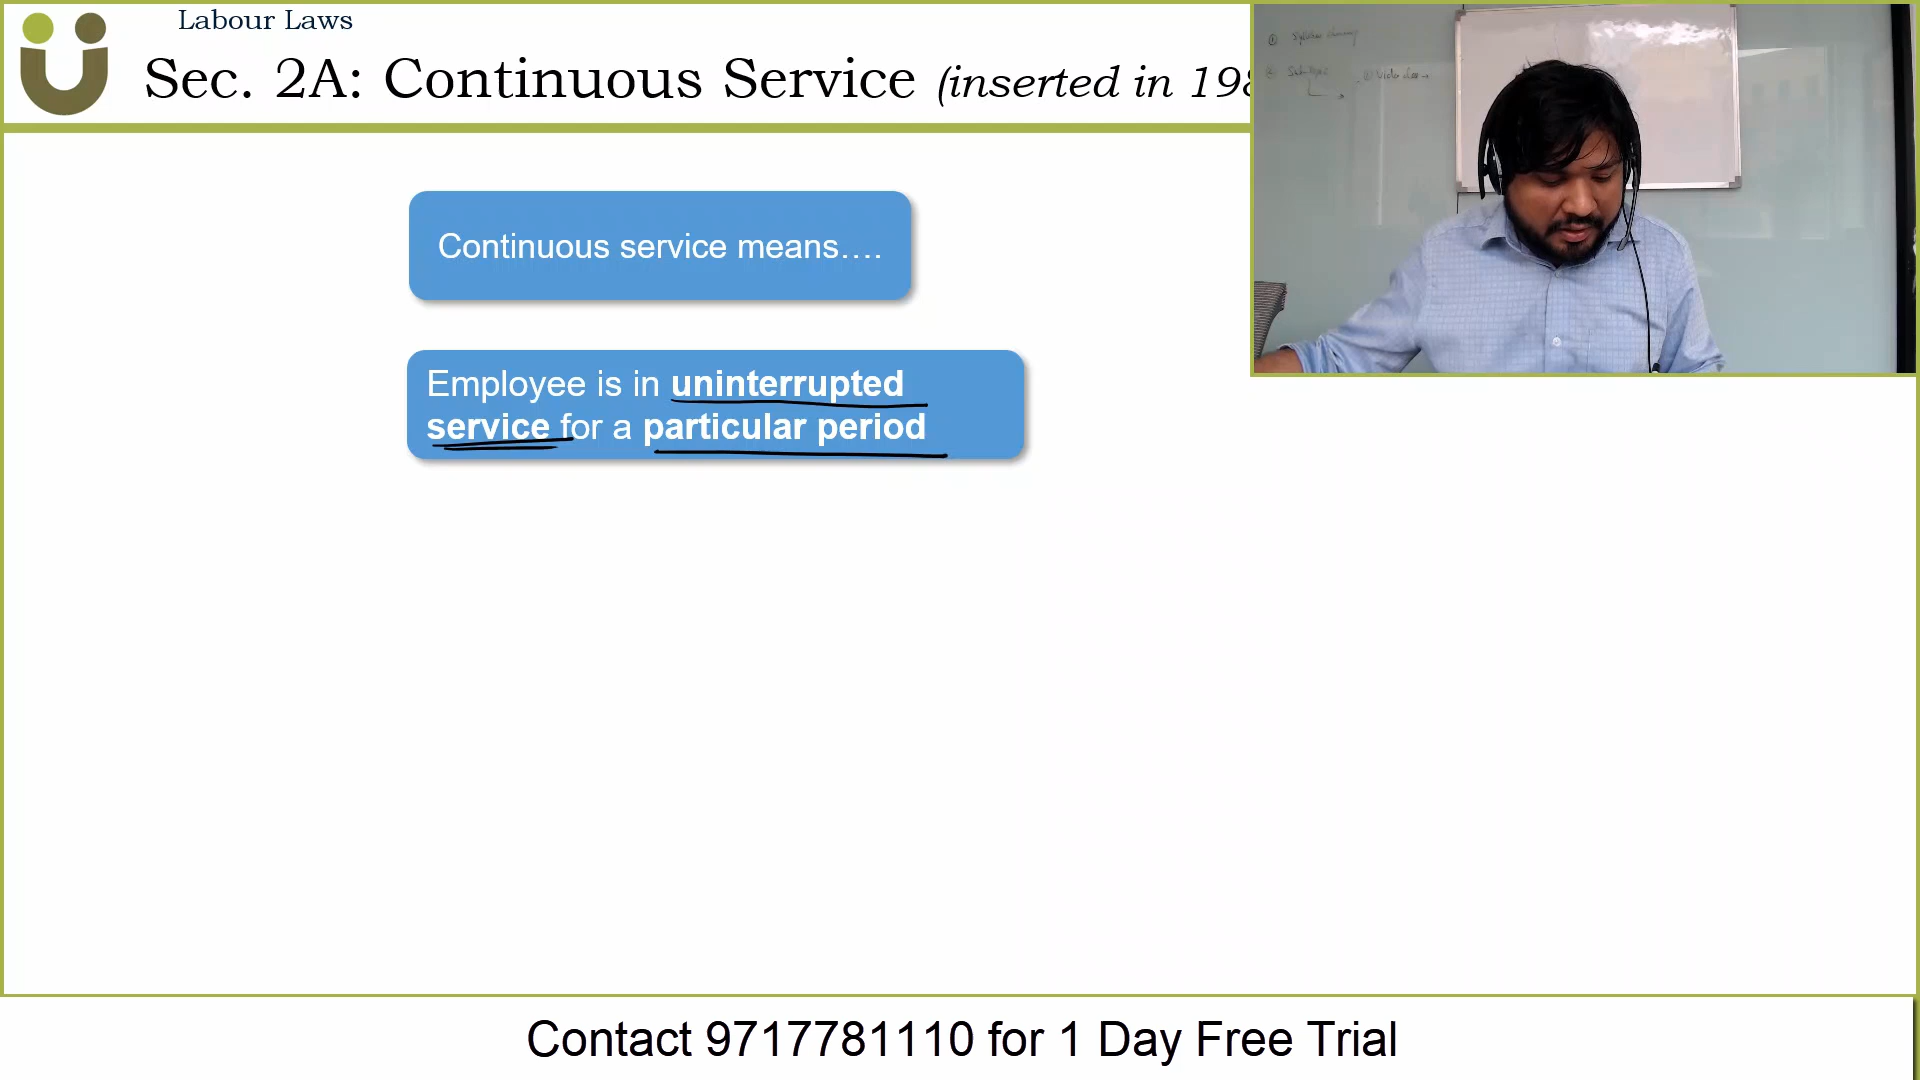 Labour Laws
Sec. 2A: Continuous Service (inserted in 198
Continuous service means....
Employee is in uninterrupted
service for a particular period
Contact 9717781110 for 1 Day Free Trial